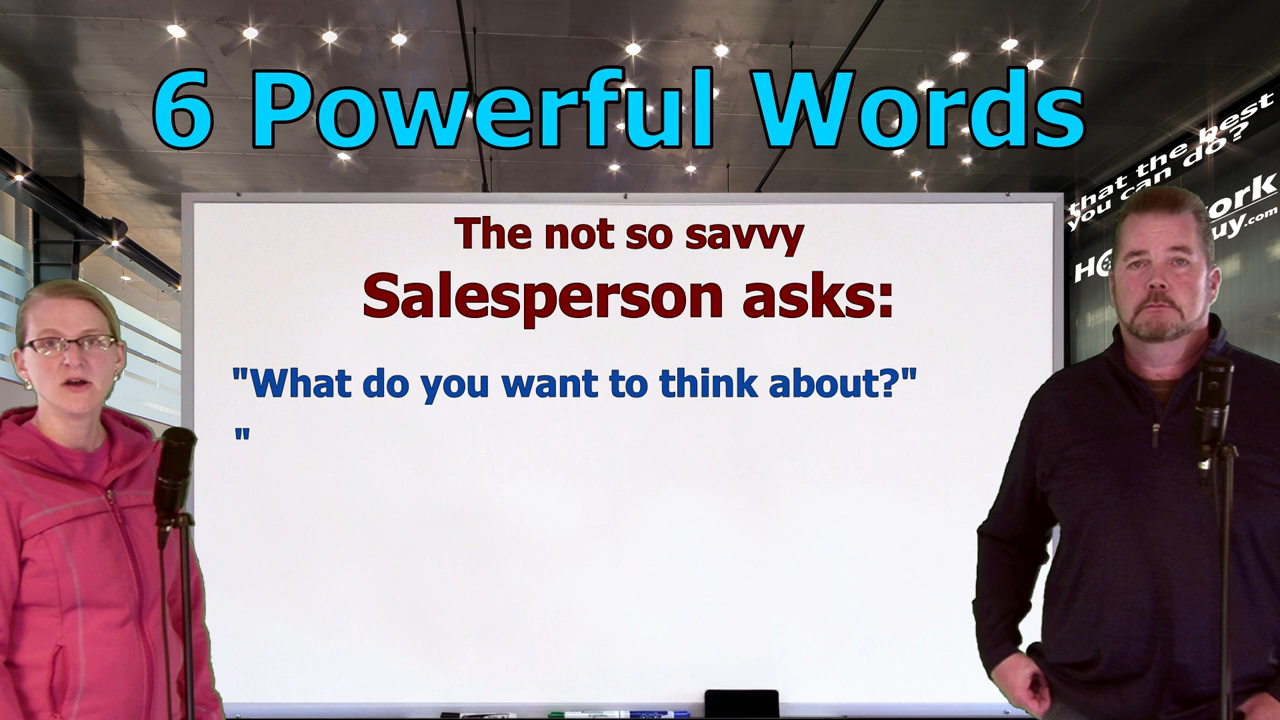 6 Powerful Words
that the best
you can do?
The not so savvy
Salesperson asks:
"What do you want to think about?"
"